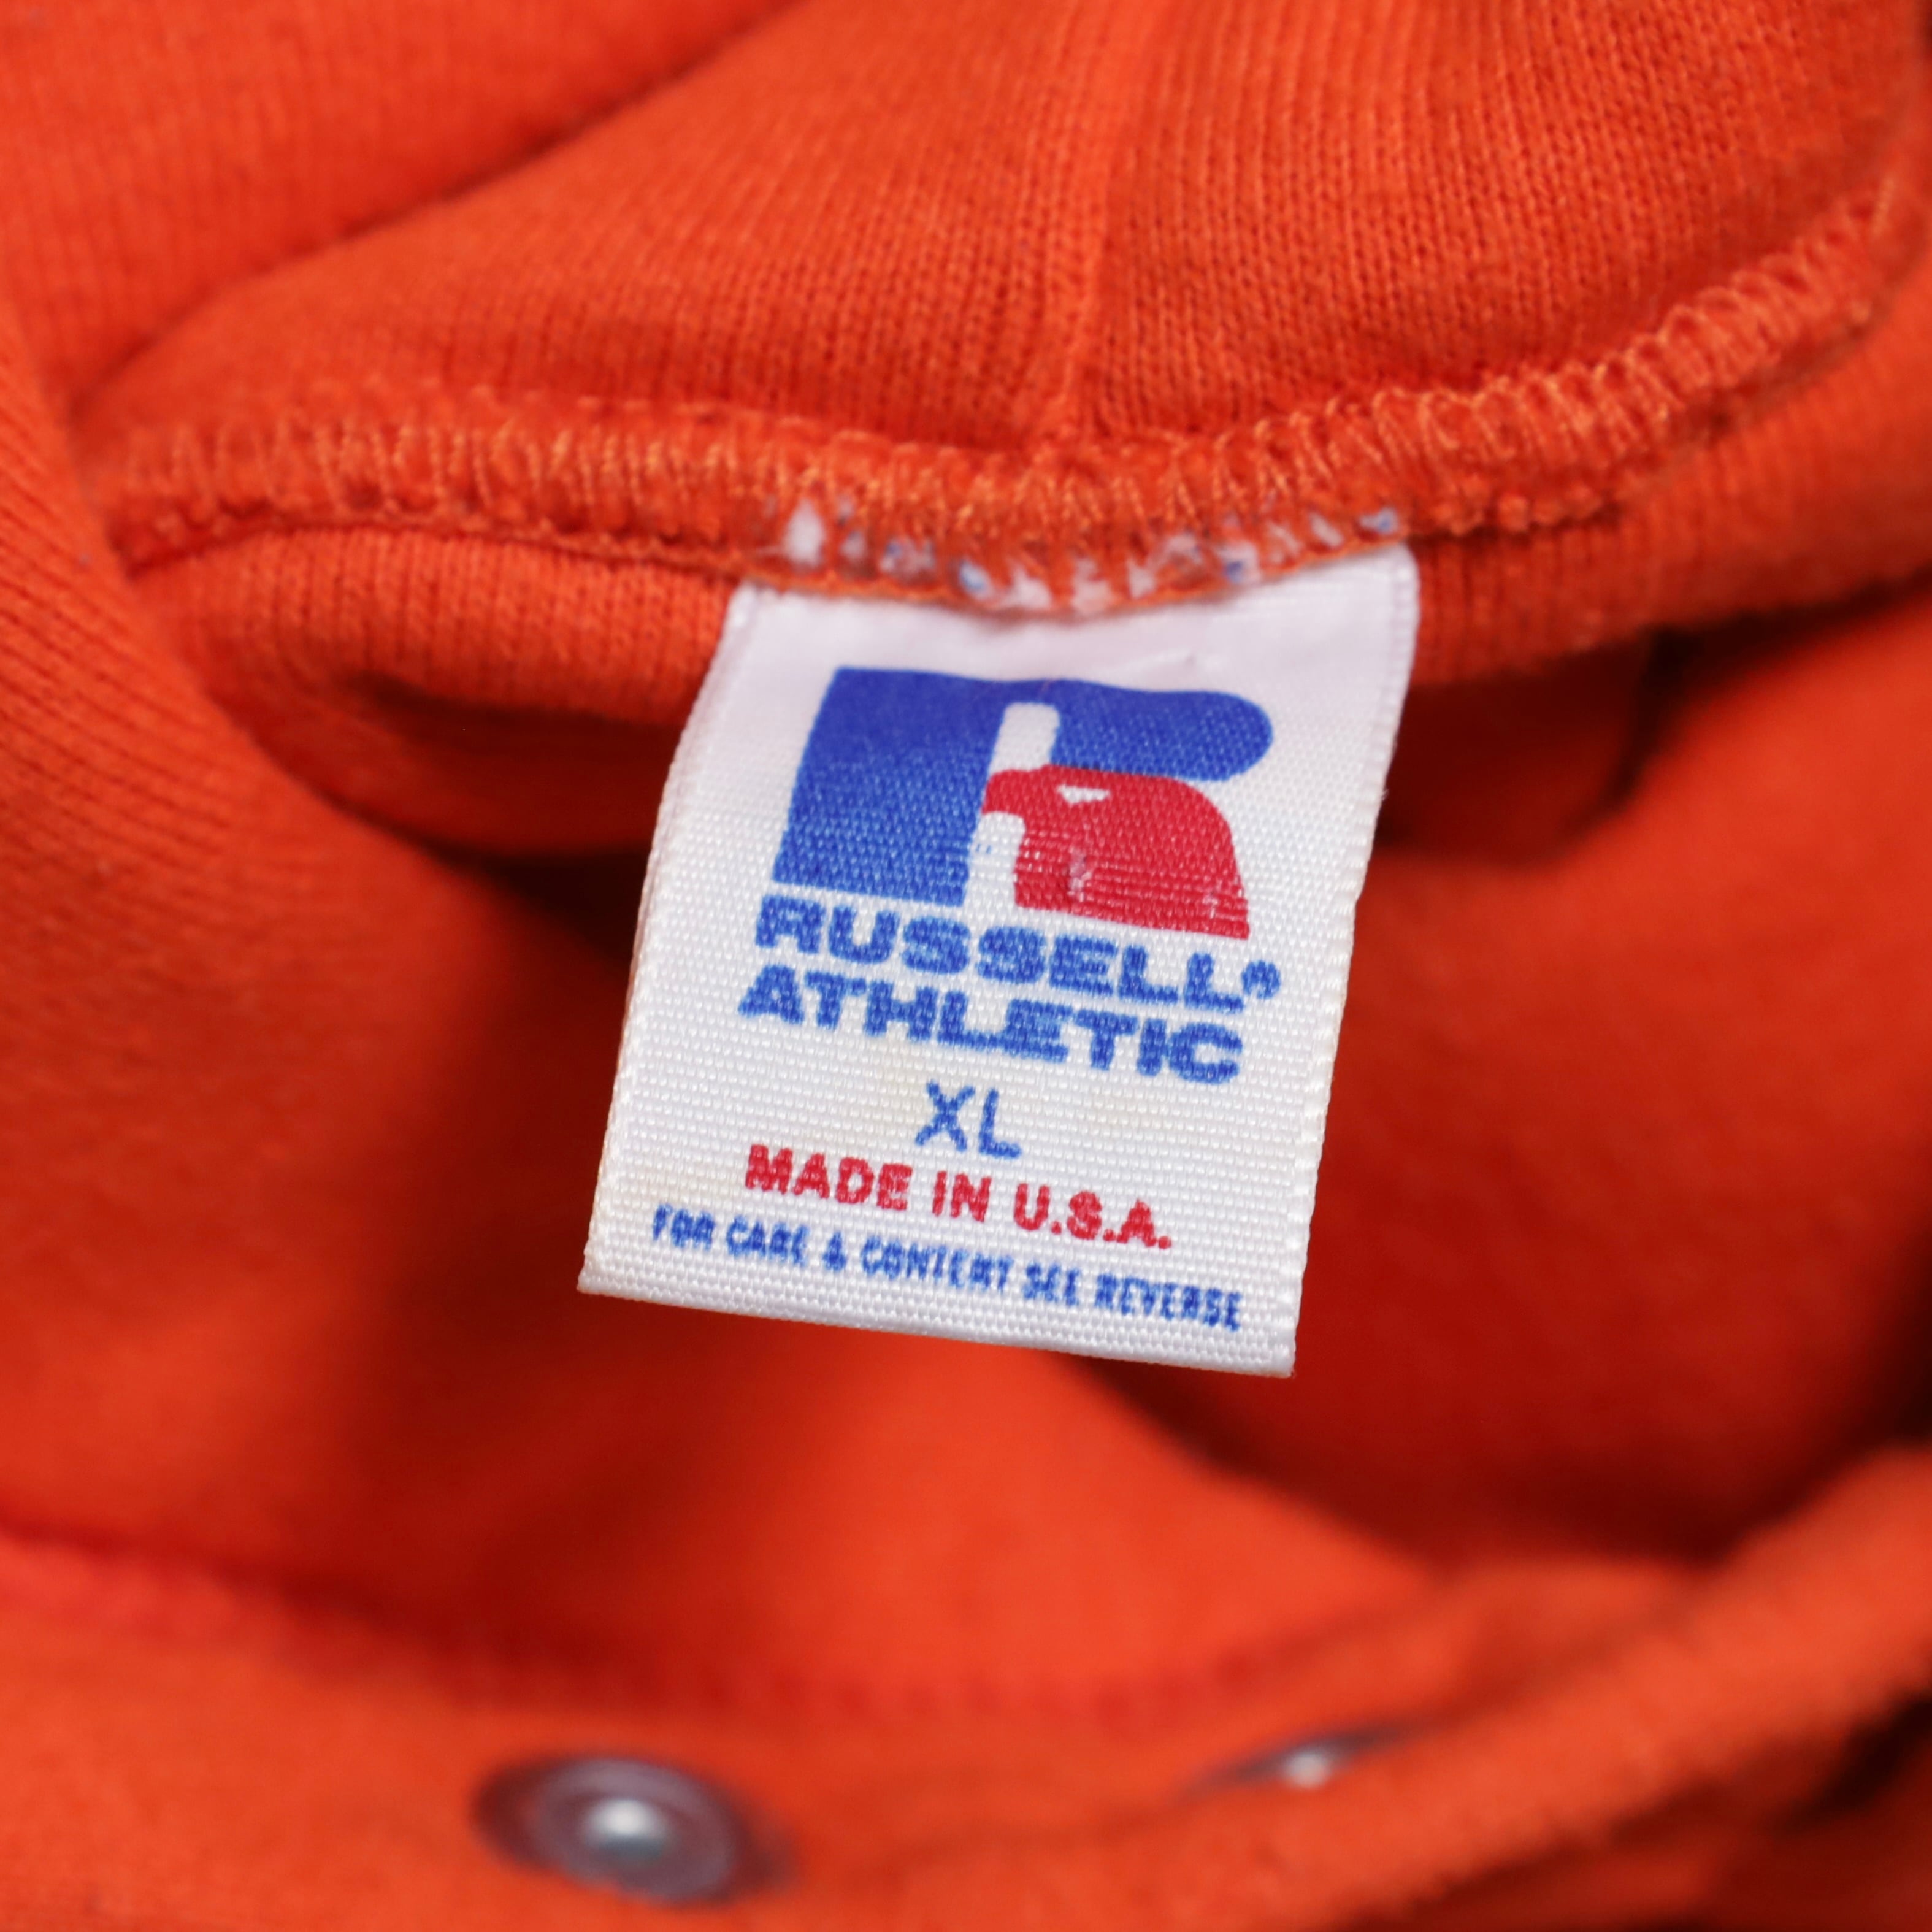 RUSSELL®
ATHLETIC
XL
MADE IN U.S.A.
FOR CARE & CONTENT SEE REVERSE